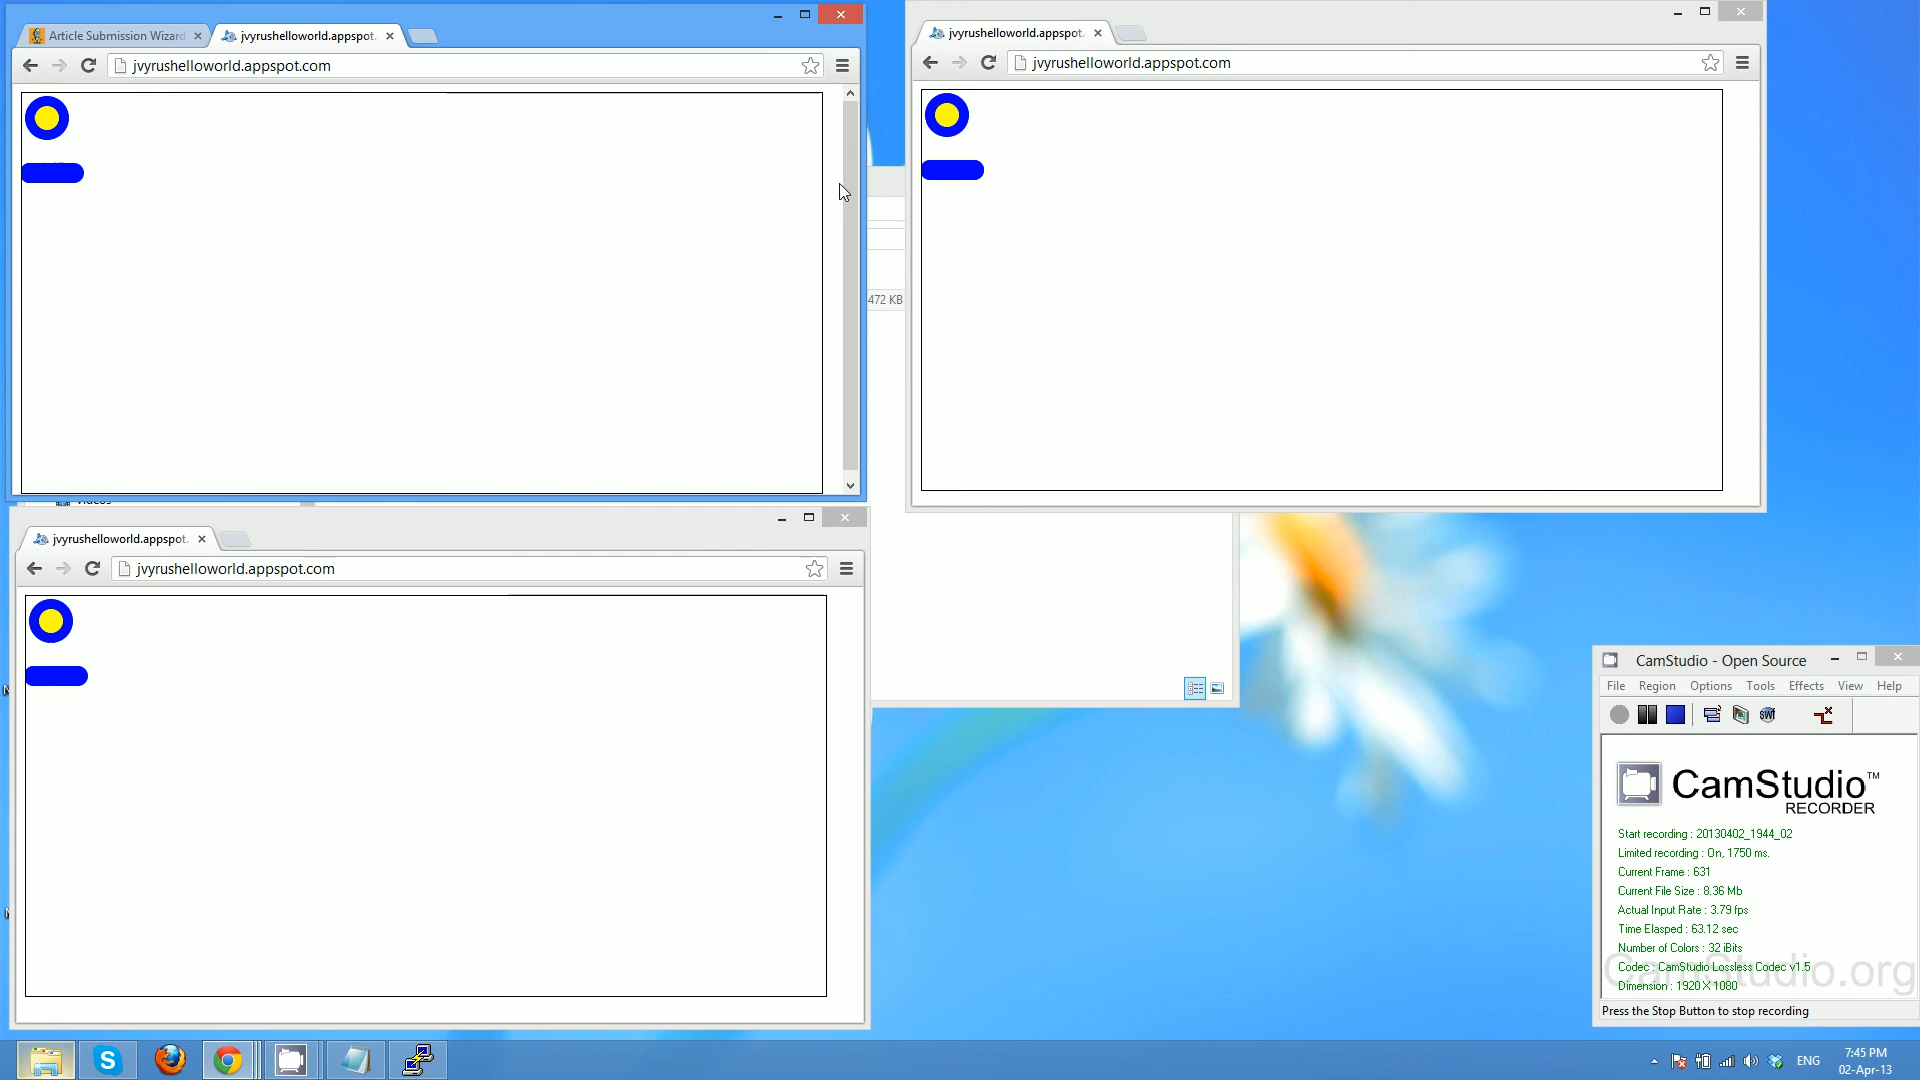 Article Submission Wizard
jvyrushelloworld.appspot.
jvyrushelloworld.appspot.com
jvyrushelloworld.appspot.
jvyrushelloworld.appspot.com
472 KB
jvyrushelloworld.appspot.
jvyrushelloworld.appspot.com
CamStudio - Open Source
File Region Options Tools Effects View Help
SWF
CamStudio™
RECORDER
Start recording : 20130402_1944_02
Limited recording : On, 1750 ms.
Current Frame : 631
Current File Size : 8.36 Mb
Actual Input Rate : 3.79 fps
Time Elasped : 63.12 sec
Number of Colors : 32 iBits
Codec : CamStudio Lossless Codec v1.5
Dimension : 1920 X 1080
CamStudio.org
Press the Stop Button to stop recording
ENG
7:45 PM
02-Apr-13